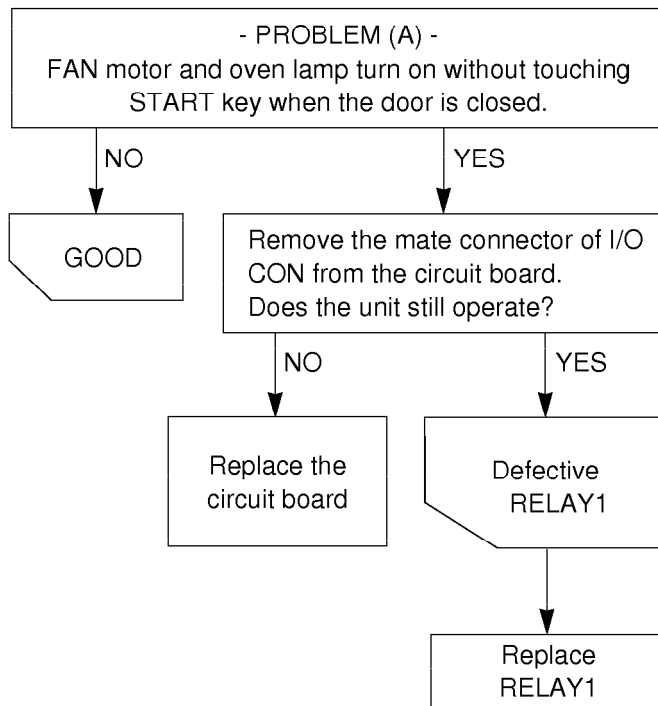 - PROBLEM (A) -
FAN motor and oven lamp turn on without touching
START key when the door is closed.
NO
YES
GOOD
Remove the mate connector of I/O
CON from the circuit board.
Does the unit still operate?
NO
YES
Replace the
circuit board
Defective
RELAY1
Replace
RELAY1